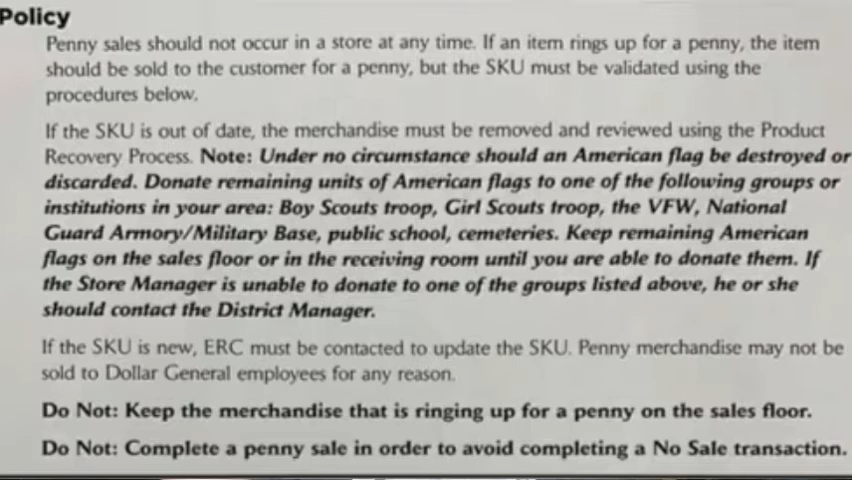 Policy
Penny sales should not occur in a store at any time. If an item rings up for a penny, the item
should be sold to the customer for a penny, but the SKU must be validated using the
procedures below.
If the SKU is out of date, the merchandise must be removed and reviewed using the Product
Recovery Process. Note: Under no circumstance should an American flag be destroyed or
discarded. Donate remaining units of American flags to one of the following groups or
institutions in your area: Boy Scouts troop, Girl Scouts troop, the VFW, National
Guard Armory/Military Base, public school, cemeteries. Keep remaining American
flags on the sales floor or in the receiving room until you are able to donate them. If
the Store Manager is unable to donate to one of the groups listed above, he or she
should contact the District Manager.
If the SKU is new, ERC must be contacted to update the SKU. Penny merchandise may not be
sold to Dollar General employees for any reason.
Do Not: Keep the merchandise that is ringing up for a penny on the sales floor.
Do Not: Complete a penny sale in order to avoid completing a No Sale transaction.